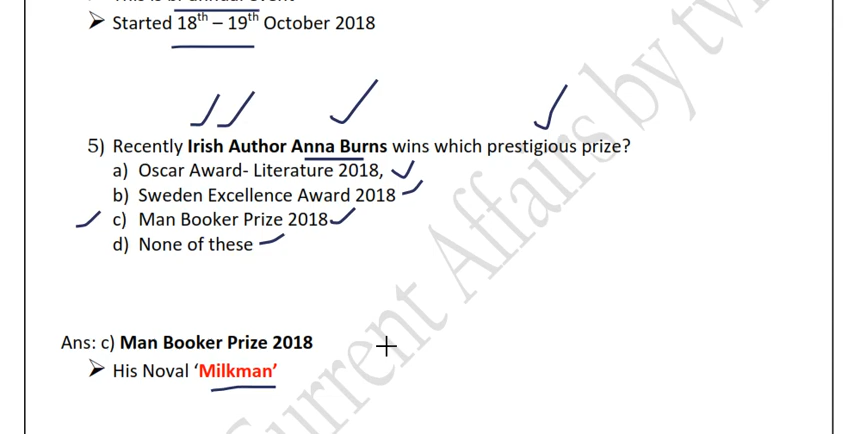 ➢ Started 18th – 19th October 2018
5) Recently Irish Author Anna Burns wins which prestigious prize?
a) Oscar Award- Literature 2018,
b) Sweden Excellence Award 2018
c) Man Booker Prize 2018
d) None of these
Ans: c) Man Booker Prize 2018
➢ His Noval ‘Milkman’
Current Affairs by